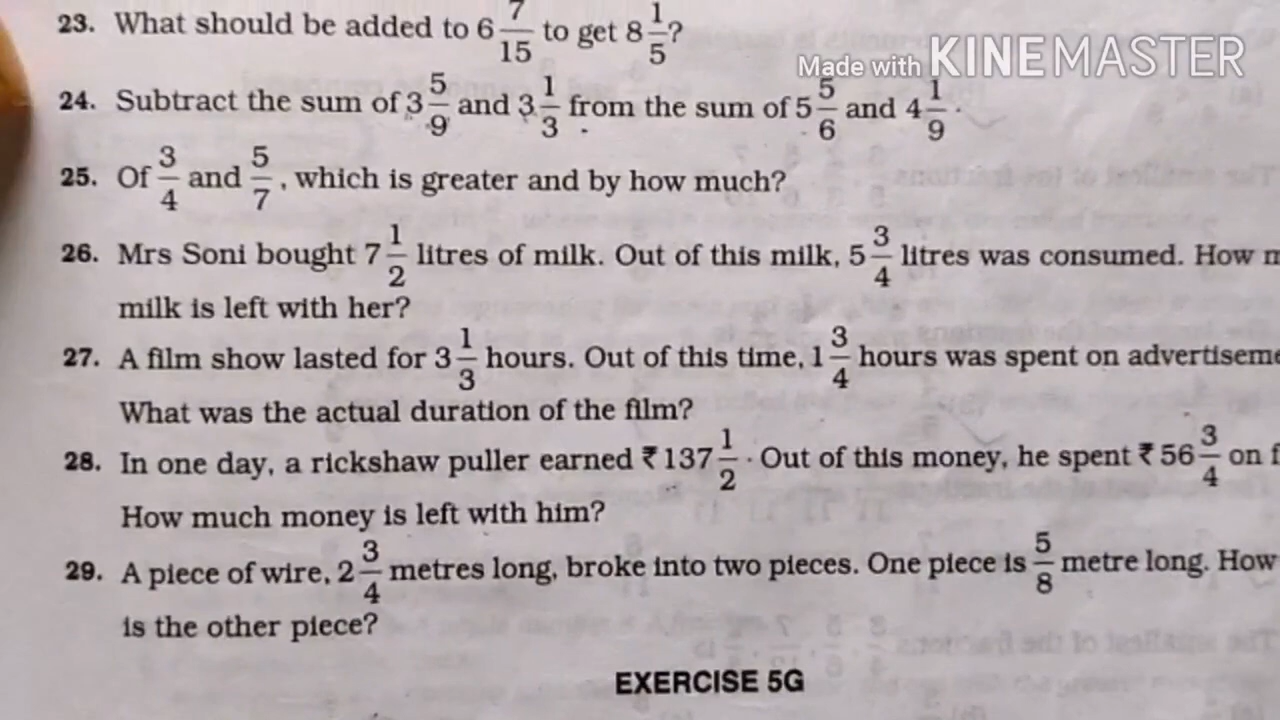 23. What should be added to 6 7/15 to get 8 1/5?
Made with KINEMASTER
24. Subtract the sum of 3 5/9 and 3 1/3 from the sum of 5 5/6 and 4 1/9.
25. Of 3/4 and 5/7, which is greater and by how much?
26. Mrs Soni bought 7 1/2 litres of milk. Out of this milk, 5 3/4 litres was consumed. How
milk is left with her?
27. A film show lasted for 3 1/3 hours. Out of this time, 1 3/4 hours was spent on advertiseme
What was the actual duration of the film?
28. In one day, a rickshaw puller earned ₹ 137 1/2. Out of this money, he spent ₹ 56 3/4 on
How much money is left with him?
29. A piece of wire, 2 3/4 metres long, broke into two pieces. One piece is 5/8 metre long. How
is the other piece?
EXERCISE 5G